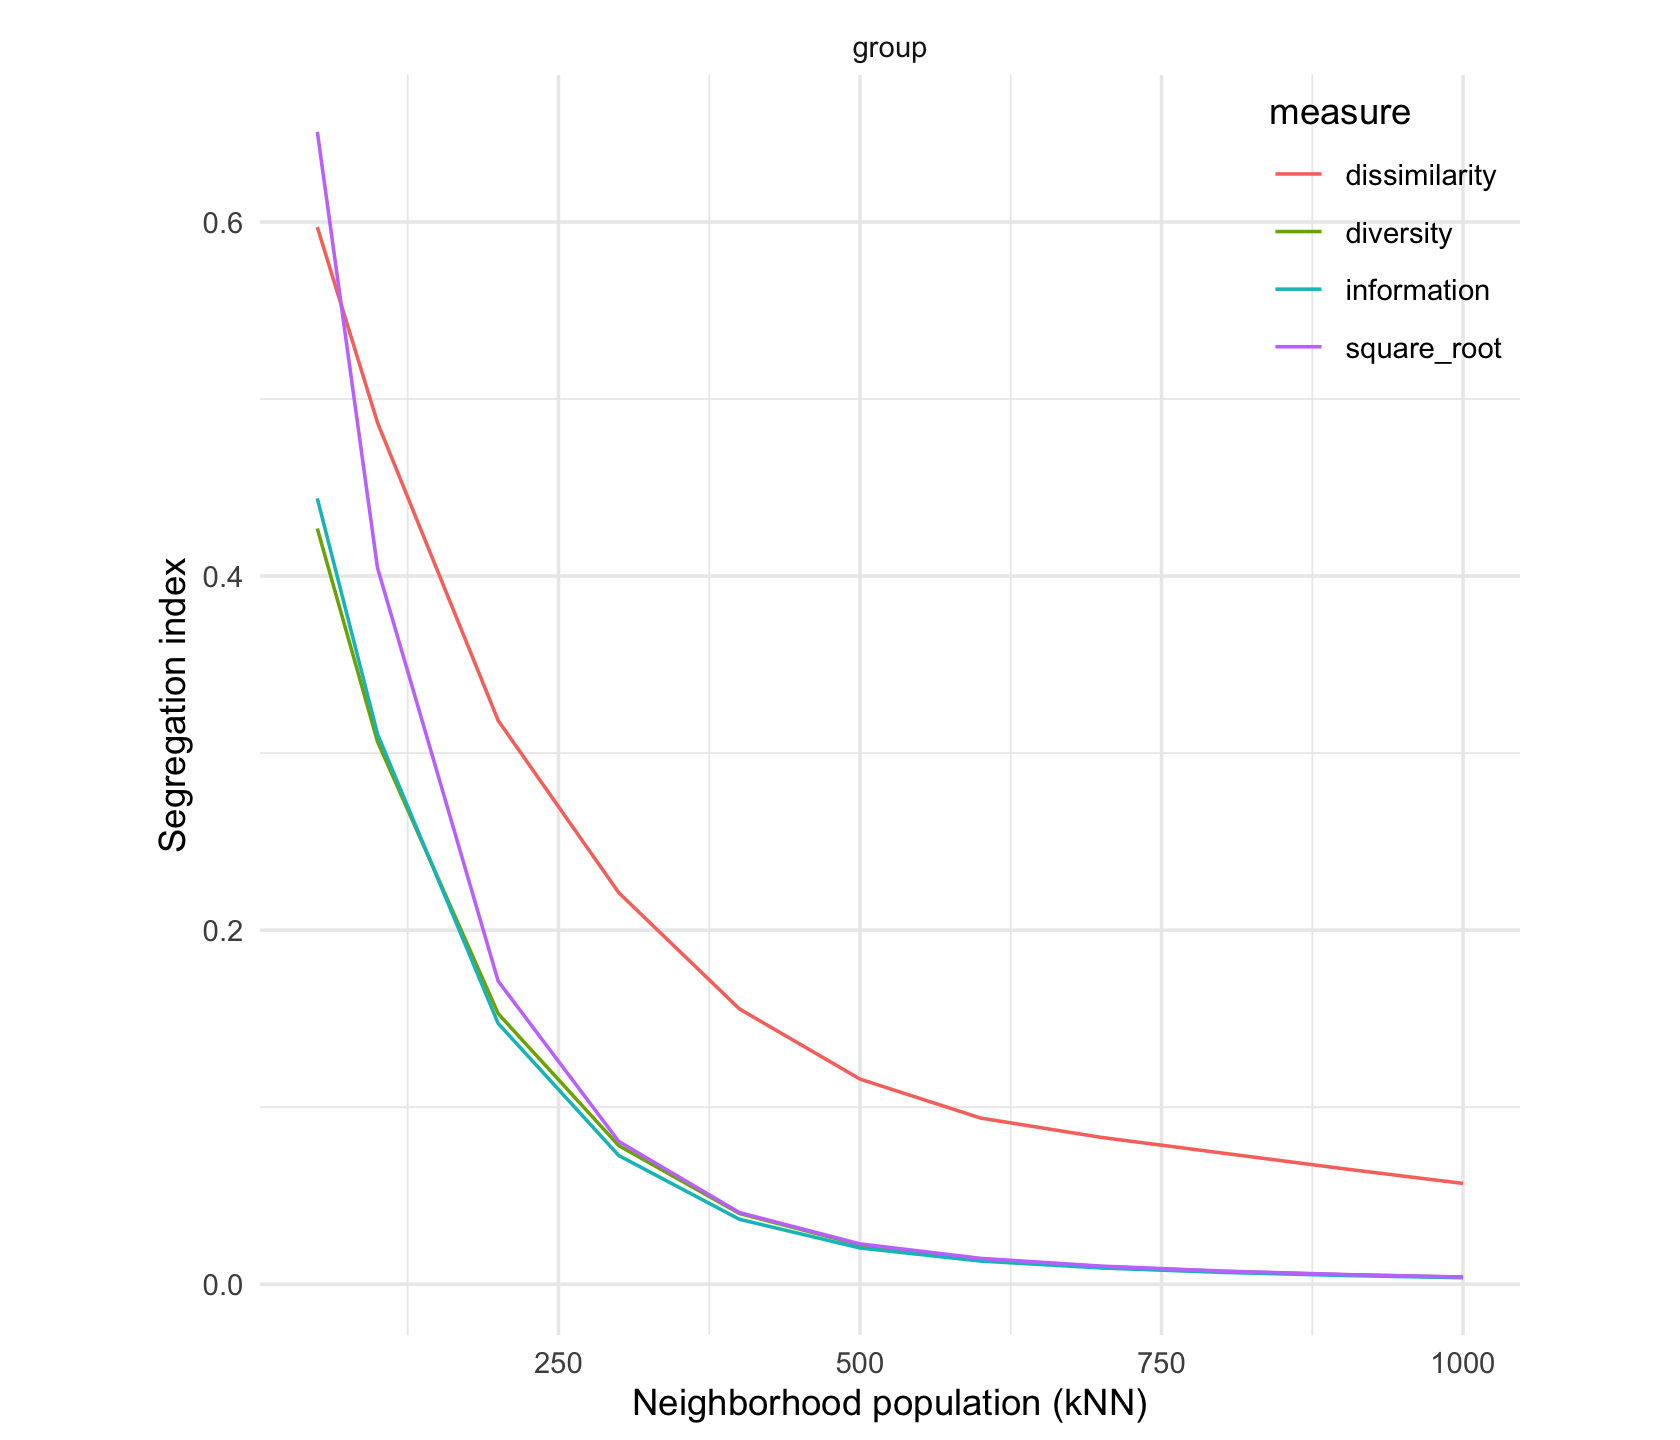 group
measure
dissimilarity
diversity
information
square_root
Segregation index
0.6
0.4
0.2
0.0
250 500 750 1000
Neighborhood population (kNN)